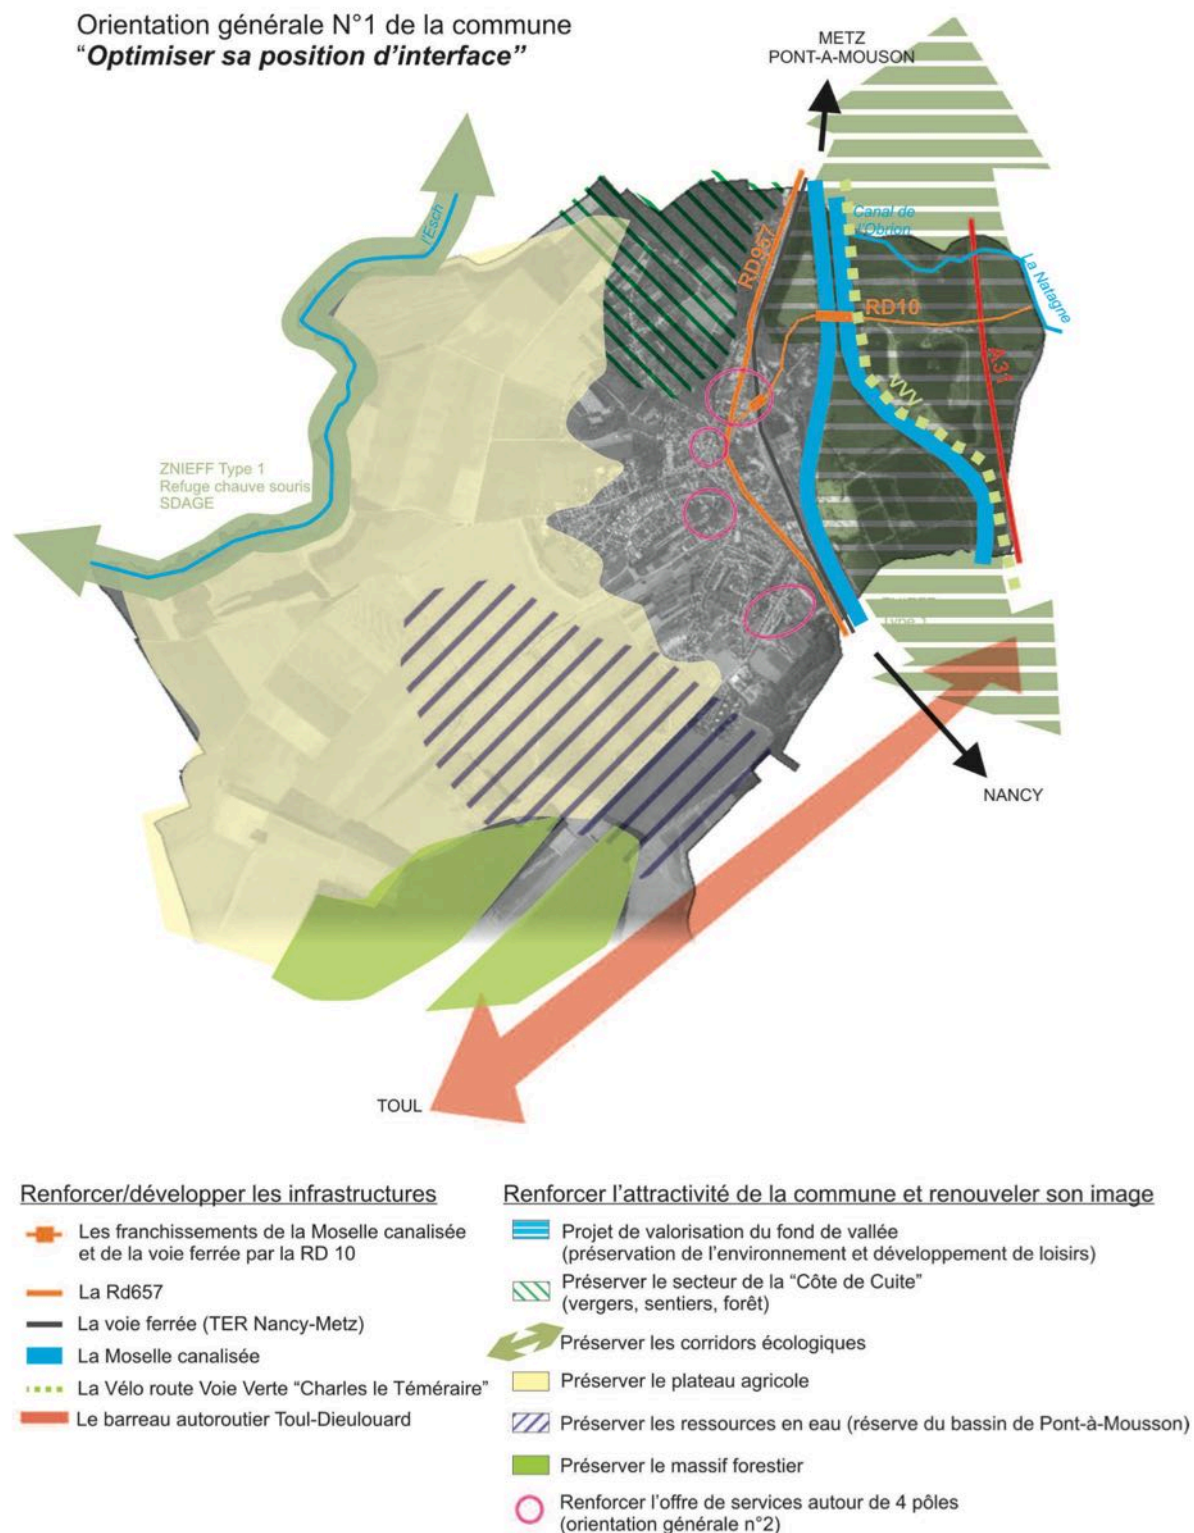 Orientation générale N°1 de la commune
“Optimiser sa position d’interface”
METZ
PONT-A-MOUSON
l'Esch
Canal de
l'Obrion
La Natagne
RD957
RD10
A31
VVV
ZNIEFF Type 1
Refuge chauve souris
SDAGE
ZNIEFF
Type 1
NANCY
TOUL
Renforcer/développer les infrastructures
Les franchissements de la Moselle canalisée
et de la voie ferrée par la RD 10
La Rd657
La voie ferrée (TER Nancy-Metz)
La Moselle canalisée
La Vélo route Voie Verte “Charles le Téméraire”
Le barreau autoroutier Toul-Dieulouard
Renforcer l’attractivité de la commune et renouveler son image
Projet de valorisation du fond de vallée
(préservation de l’environnement et développement de loisirs)
Préserver le secteur de la “Côte de Cuite”
(vergers, sentiers, forêt)
Préserver les corridors écologiques
Préserver le plateau agricole
Préserver les ressources en eau (réserve du bassin de Pont-à-Mousson)
Préserver le massif forestier
Renforcer l’offre de services autour de 4 pôles
(orientation générale n°2)